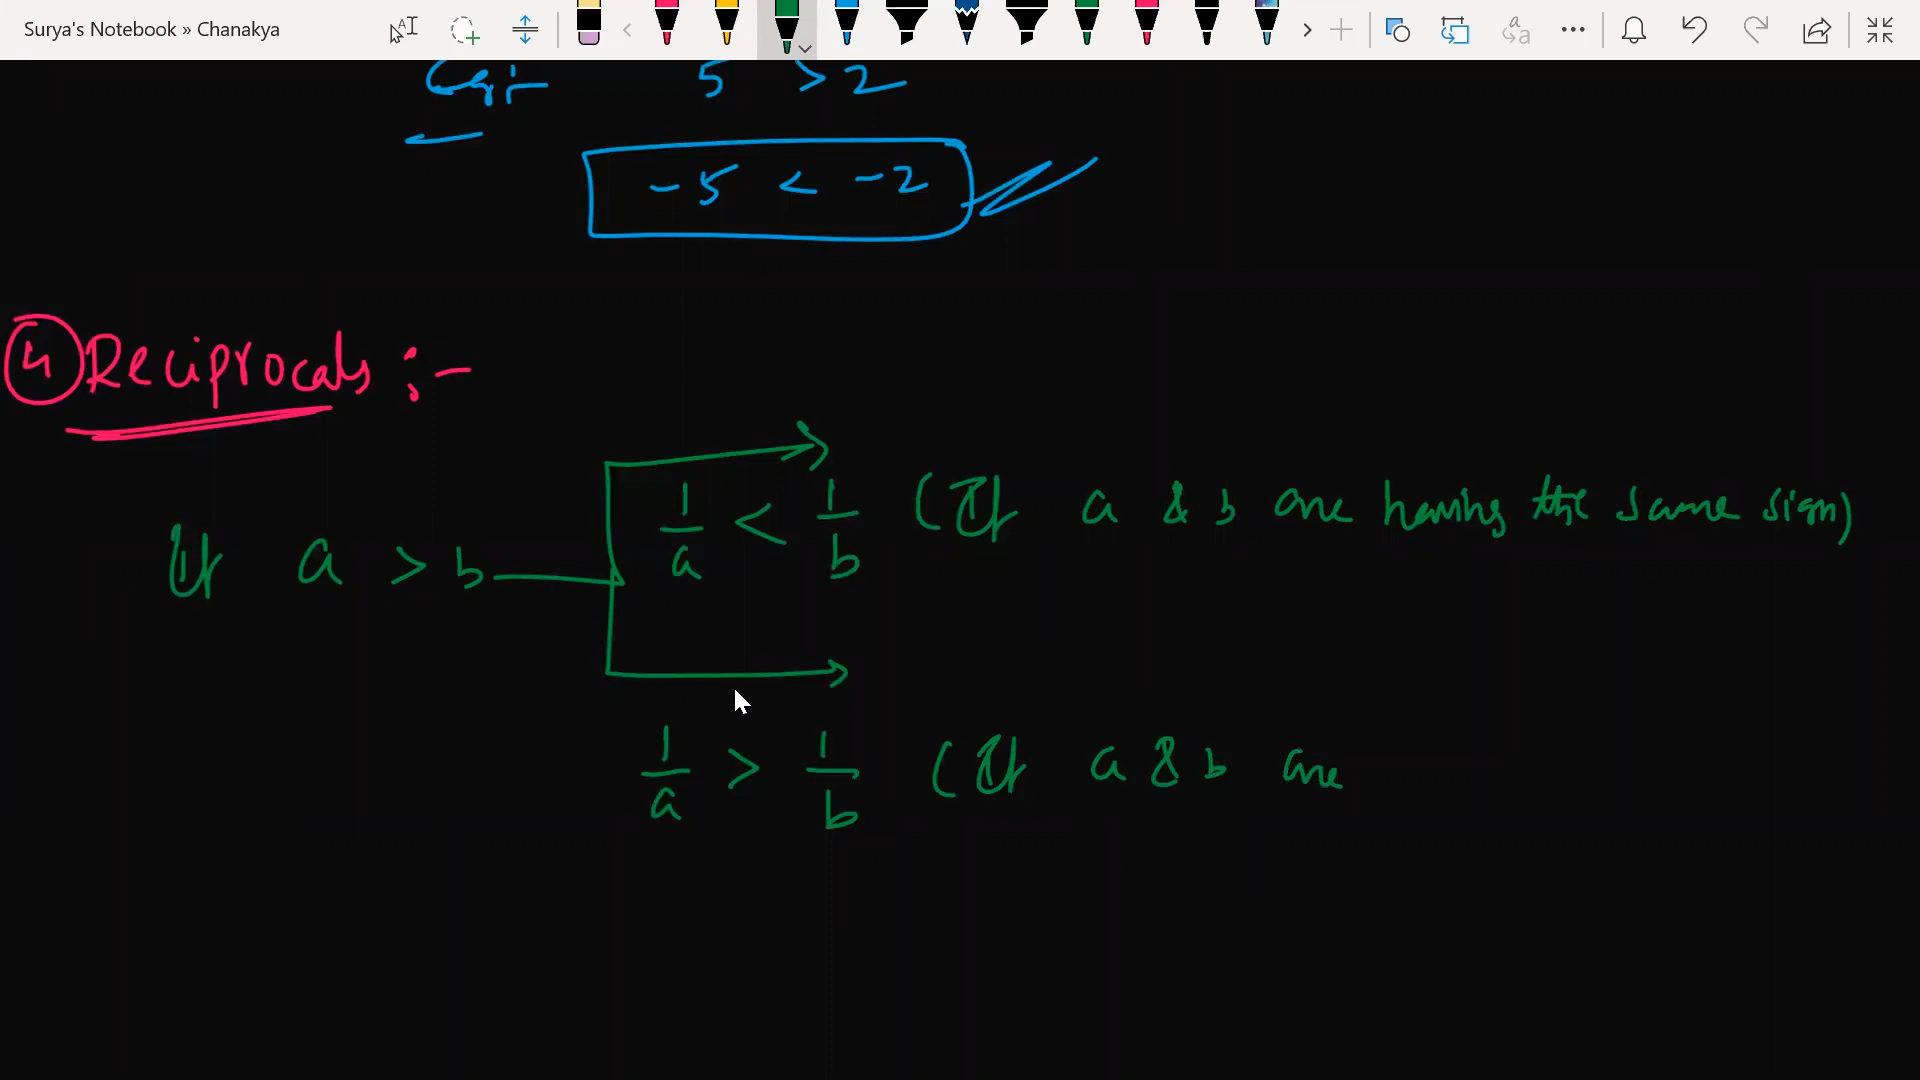 Surya's Notebook » Chanakya
Eg:- 5 > 2
-5 < -2
④ Reciprocals :-
If a > b
1/a < 1/b (If a & b are having the same sign)
1/a > 1/b (If a & b are